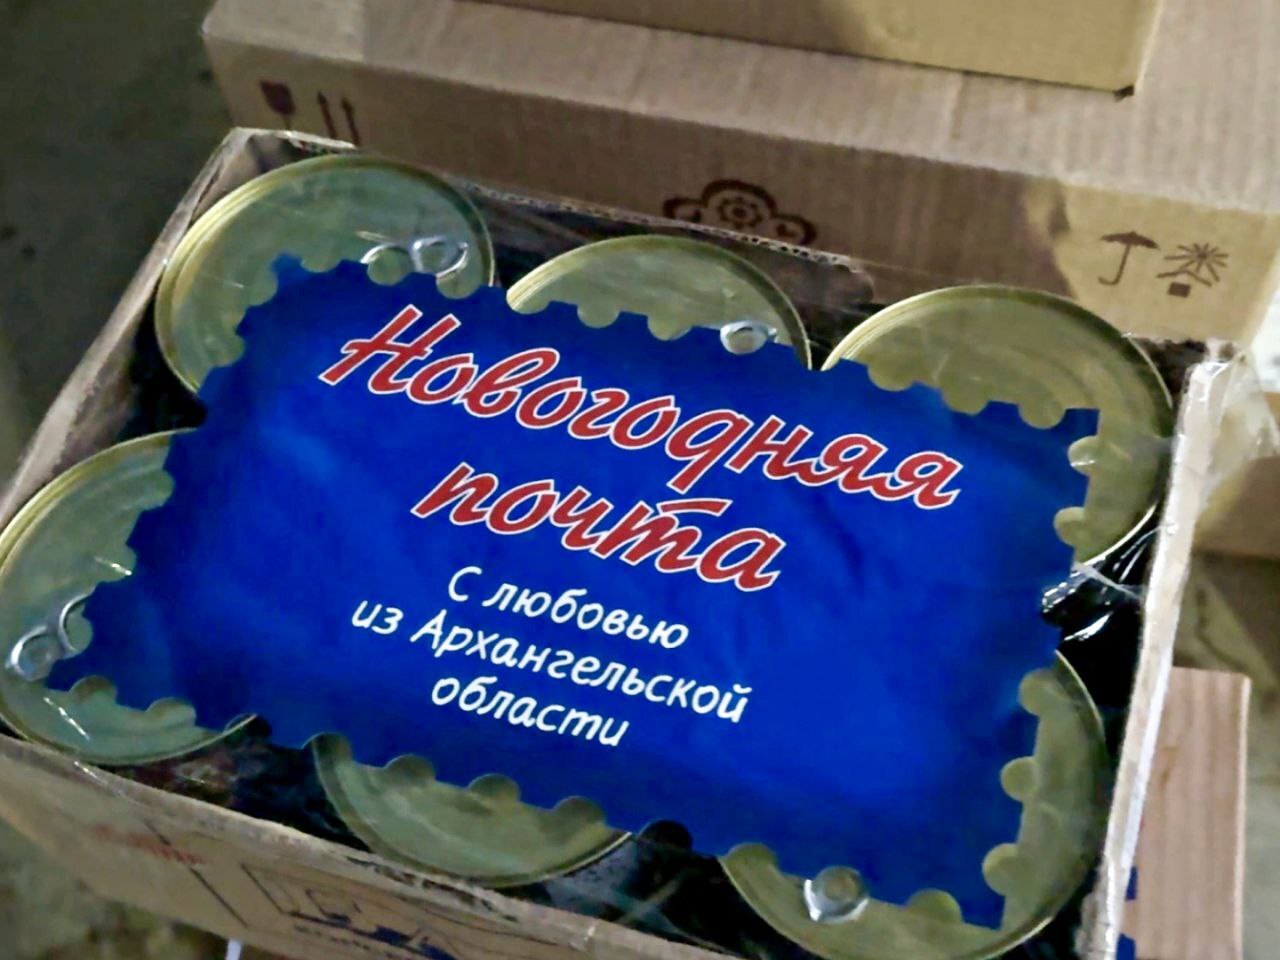 Новогодняя
почта
С любовью
из Архангельской
области